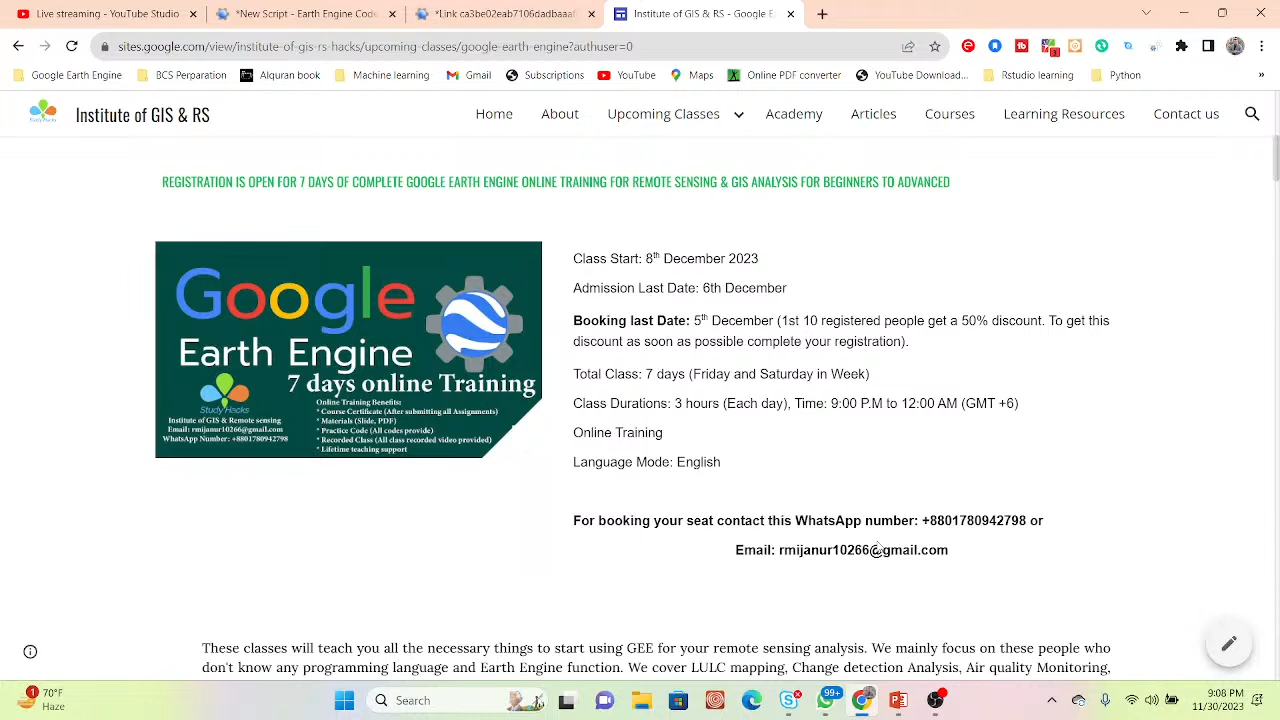 Live streaming - YouTube Studio
*New Script - Earth Engine Code
*Link ca3be02eab7106dadbaaaf
Institute of GIS & RS - Google E
sites.google.com/view/institute-of-gisrs-hacks/upcoming-classes/google-earth-engine?authuser=0
Google Earth Engine
BCS Perparation
Alquran book
Machine learning
Gmail
Subscriptions
YouTube
Maps
Online PDF converter
YouTube Download...
Rstudio learning
Python
»
Institute of GIS & RS
Home
About
Upcoming Classes
Academy
Articles
Courses
Learning Resources
Contact us
REGISTRATION IS OPEN FOR 7 DAYS OF COMPLETE GOOGLE EARTH ENGINE ONLINE TRAINING FOR REMOTE SENSING & GIS ANALYSIS FOR BEGINNERS TO ADVANCED
Google
Earth Engine
7 days online Training
Study Hacks
Institute of GIS & Remote sensing
Email: rmijanur10266@gmail.com
WhatsApp Number: +8801780942798
Online Training Benefits:
* Course Certificate (After submitting all Assignments)
* Materials (Slide, PDF)
* Practice Code (All codes provide)
* Recorded Class (All class recorded video provided)
* Lifetime teaching support
Class Start: 8th December 2023
Admission Last Date: 6th December
Booking last Date: 5th December (1st 10 registered people get a 50% discount. To get this
discount as soon as possible complete your registration).
Total Class: 7 days (Friday and Saturday in Week)
Class Durations: 3 hours (Each day), Time: 9:00 P.M to 12:00 AM (GMT +6)
Online Training
Language Mode: English
For booking your seat contact this WhatsApp number: +8801780942798 or
Email: rmijanur10266@gmail.com
These classes will teach you all the necessary things to start using GEE for your remote sensing analysis. We mainly focus on these people who
don't know any programming language and Earth Engine function. We cover LULC mapping, Change detection Analysis, Air quality Monitoring,
1
70°F
Haze
Search
99+
9:08 PM
11/30/2023